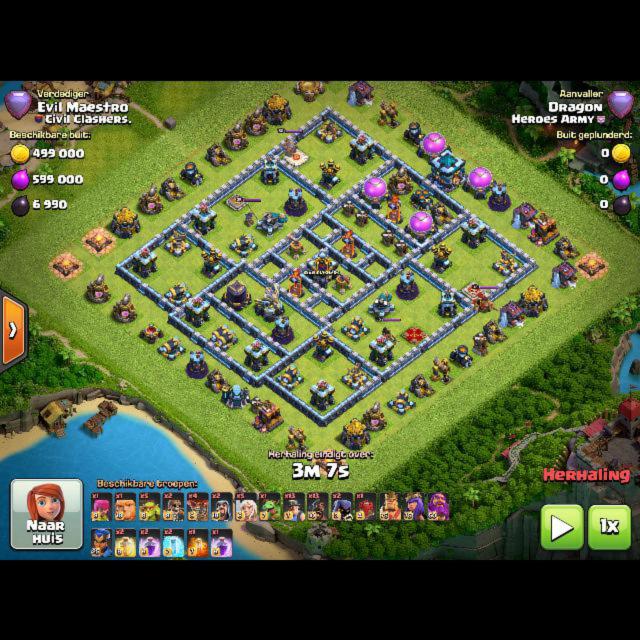 Verdediger
Evil Maestro
Civil Clashers.
Beschikbare buit:
499 000
599 000
6 990
Aanvaller
Dragon
Heroes Army
Buit geplunderd:
0
0
0
Herhaling eindigt over:
3M 7s
Herhaling
Beschikbare troepen:
Naar huis
1x